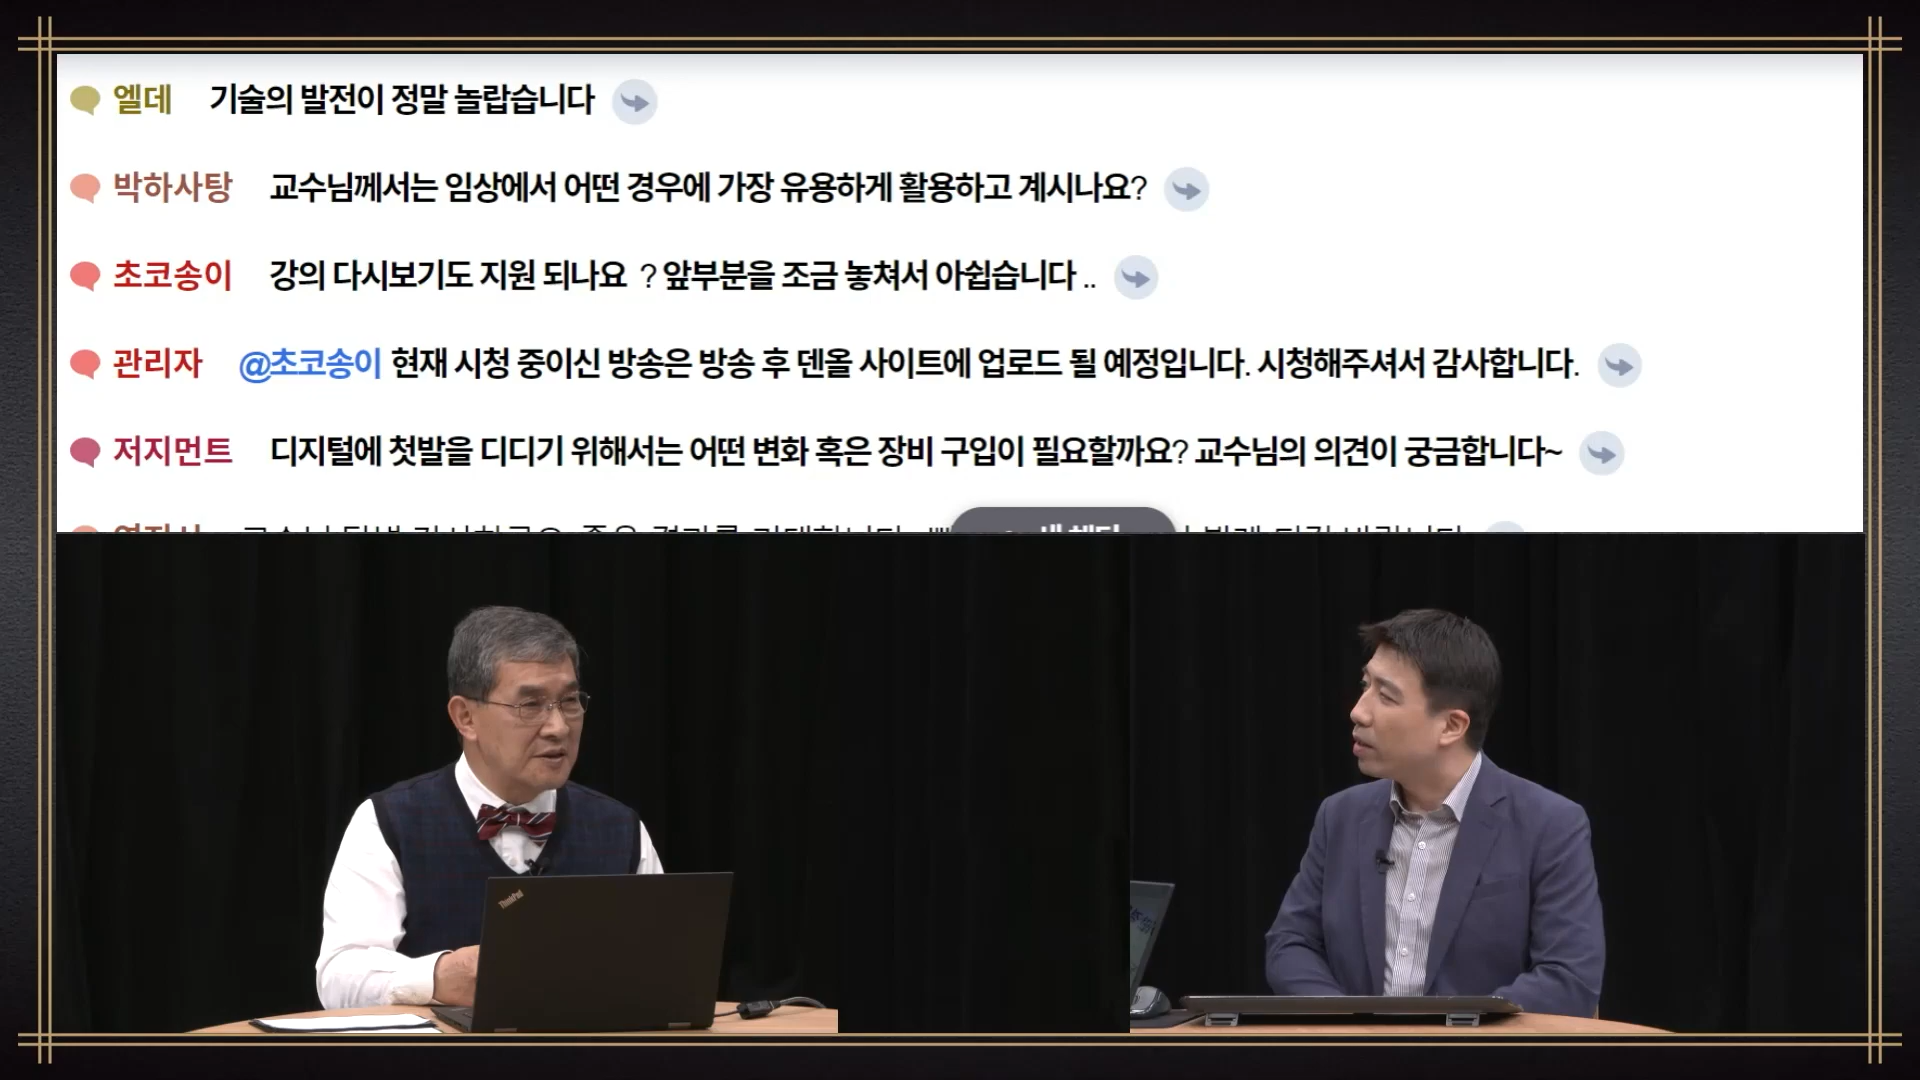 엘데 기술의 발전이 정말 놀랍습니다
박하사탕 교수님께서는 임상에서 어떤 경우에 가장 유용하게 활용하고 계시나요?
초코송이 강의 다시보기도 지원 되나요 ? 앞부분을 조금 놓쳐서 아쉽습니다 ..
관리자 @초코송이 현재 시청 중이신 방송은 방송 후 덴올 사이트에 업로드 될 예정입니다. 시청해주셔서 감사합니다.
저지먼트 디지털에 첫발을 디디기 위해서는 어떤 변화 혹은 장비 구입이 필요할까요? 교수님의 의견이 궁금합니다~
ThinkPad